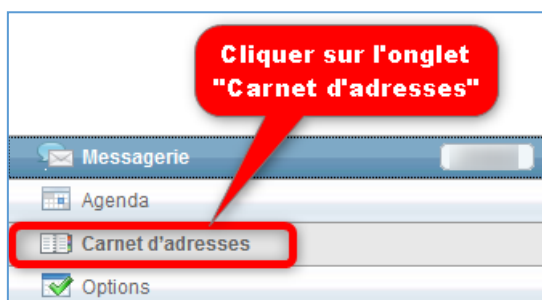 Cliquer sur l'onglet
"Carnet d'adresses"
Messagerie
Agenda
Carnet d'adresses
Options